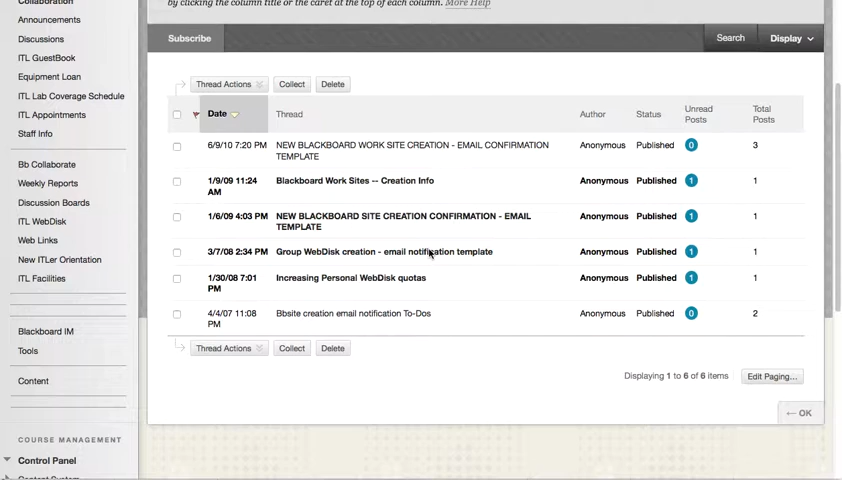 Collaboration
Announcements
Discussions
ITL GuestBook
Equipment Loan
ITL Lab Coverage Schedule
ITL Appointments
Staff Info
Bb Collaborate
Weekly Reports
Discussion Boards
ITL WebDisk
Web Links
New ITLer Orientation
ITL Facilities
Blackboard IM
Tools
Content
COURSE MANAGEMENT
Control Panel
Content System
by clicking the column title or the caret at the top of each column. More Help
Subscribe Search Display
Thread Actions Collect Delete
Date Thread Author Status Unread Posts Total Posts
6/9/10 7:20 PM NEW BLACKBOARD WORK SITE CREATION - EMAIL CONFIRMATION Anonymous Published 0 3
TEMPLATE
1/9/09 11:24 Blackboard Work Sites -- Creation Info Anonymous Published 1 1
AM
1/6/09 4:03 PM NEW BLACKBOARD SITE CREATION CONFIRMATION - EMAIL Anonymous Published 1 1
TEMPLATE
3/7/08 2:34 PM Group WebDisk creation - email notification template Anonymous Published 1 1
1/30/08 7:01 Increasing Personal WebDisk quotas Anonymous Published 1 1
PM
4/4/07 11:08 Bbsite creation email notification To-Dos Anonymous Published 0 2
PM
Thread Actions Collect Delete
Displaying 1 to 6 of 6 items Edit Paging...
← OK